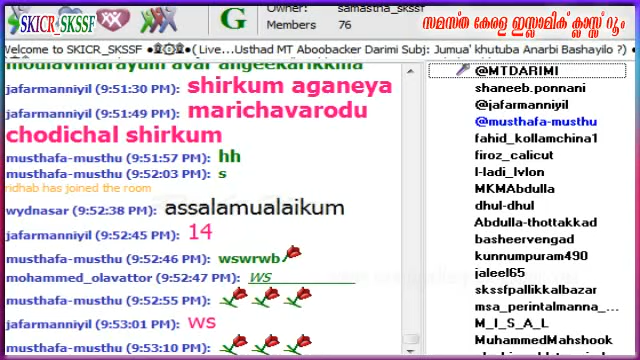 SKICR_SKSSF
Owner: samastha_skssf
Members 76
G
സമസ്ത കേരള ഇസ്ലാമിക് ക്ലാസ്സ് റൂം
Welcome to SKICR_SKSSF
(Live...Usthad MT Aboobacker Darimi Subj: Jumua' khutuba Anarbi Bashayilo ?)
moulavimarayum avar angeekarikkilla
jafarmanniyil (9:51:30 PM): shirkum aganeya
jafarmanniyil (9:51:49 PM): marichavarodu
chodichal shirkum
musthafa-musthu (9:51:57 PM): hh
musthafa-musthu (9:52:03 PM): s
ridhab has joined the room
wydnasar (9:52:38 PM): assalamualaikum
jafarmanniyil (9:52:45 PM): 14
musthafa-musthu (9:52:46 PM): wswrwb
mohammed_olavattor (9:52:47 PM): ws
musthafa-musthu (9:52:55 PM):
jafarmanniyil (9:53:01 PM): ws
musthafa-musthu (9:53:10 PM):
@MTDARIMI
shaneeb.ponnani
@jafarmanniyil
@musthafa-musthu
fahid_kollamchina1
firoz_calicut
I-ladi_lvlon
MKMAbdulla
dhul-dhul
Abdulla-thottakkad
basheervengad
kunnumpuram490
jaleel65
skssfpallikkalbazar
msa_perintalmanna_...
M_I_S_A_L
MuhammedMahshook